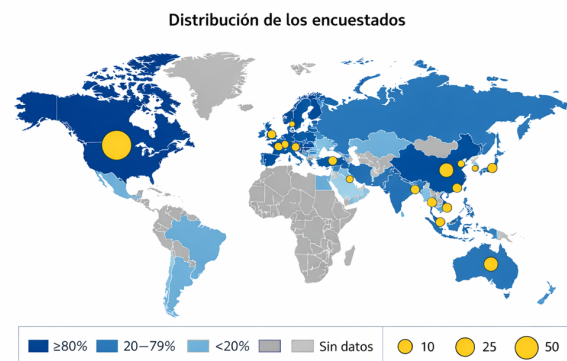 Distribución de los encuestados
≥80% 20—79% <20% Sin datos 10 25 50